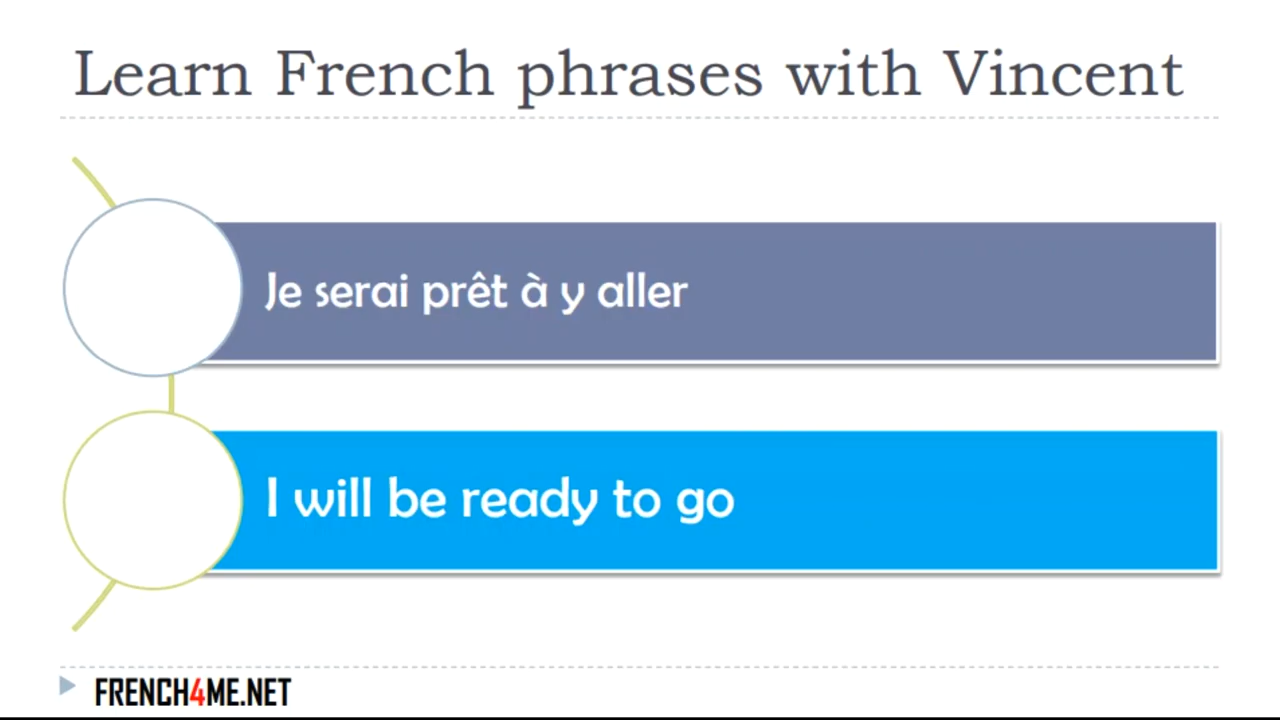 Learn French phrases with Vincent
Je serai prêt à y aller
I will be ready to go
FRENCH4ME.NET